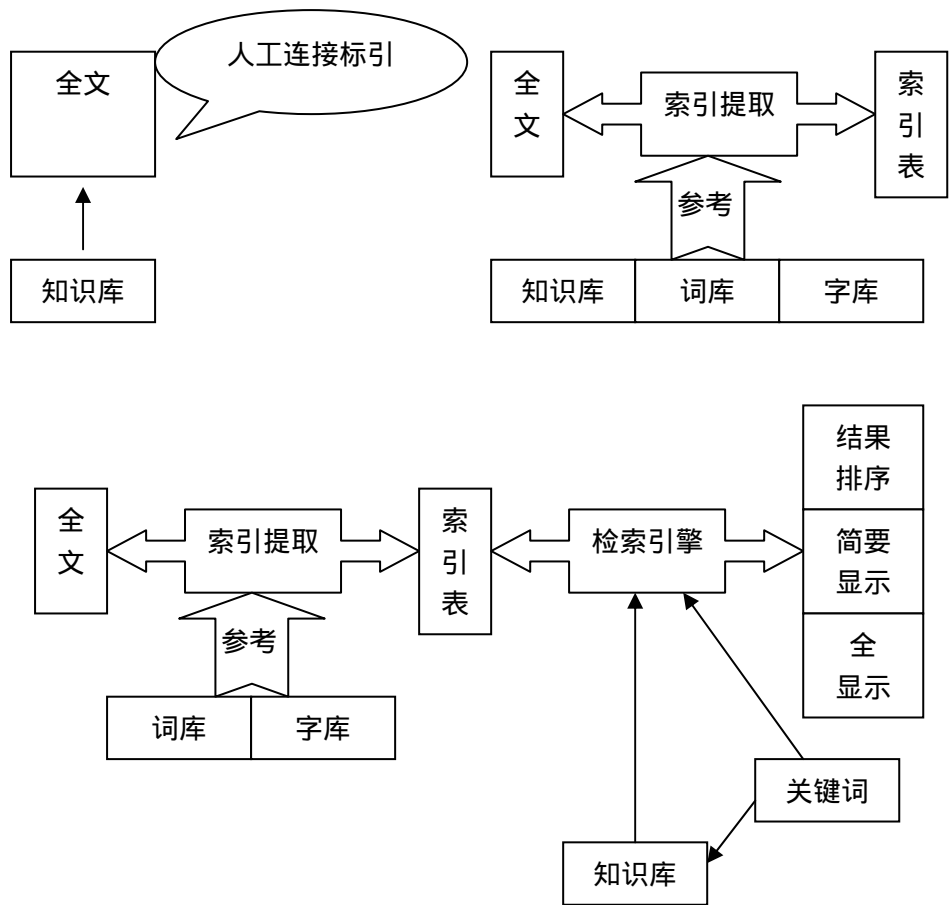 全文
人工连接标引
知识库
全
文
索引提取
索
引
表
参考
知识库
词库
字库
全
文
索引提取
索
引
表
参考
词库
字库
检索引擎
结果
排序
简要
显示
全
显示
关键词
知识库